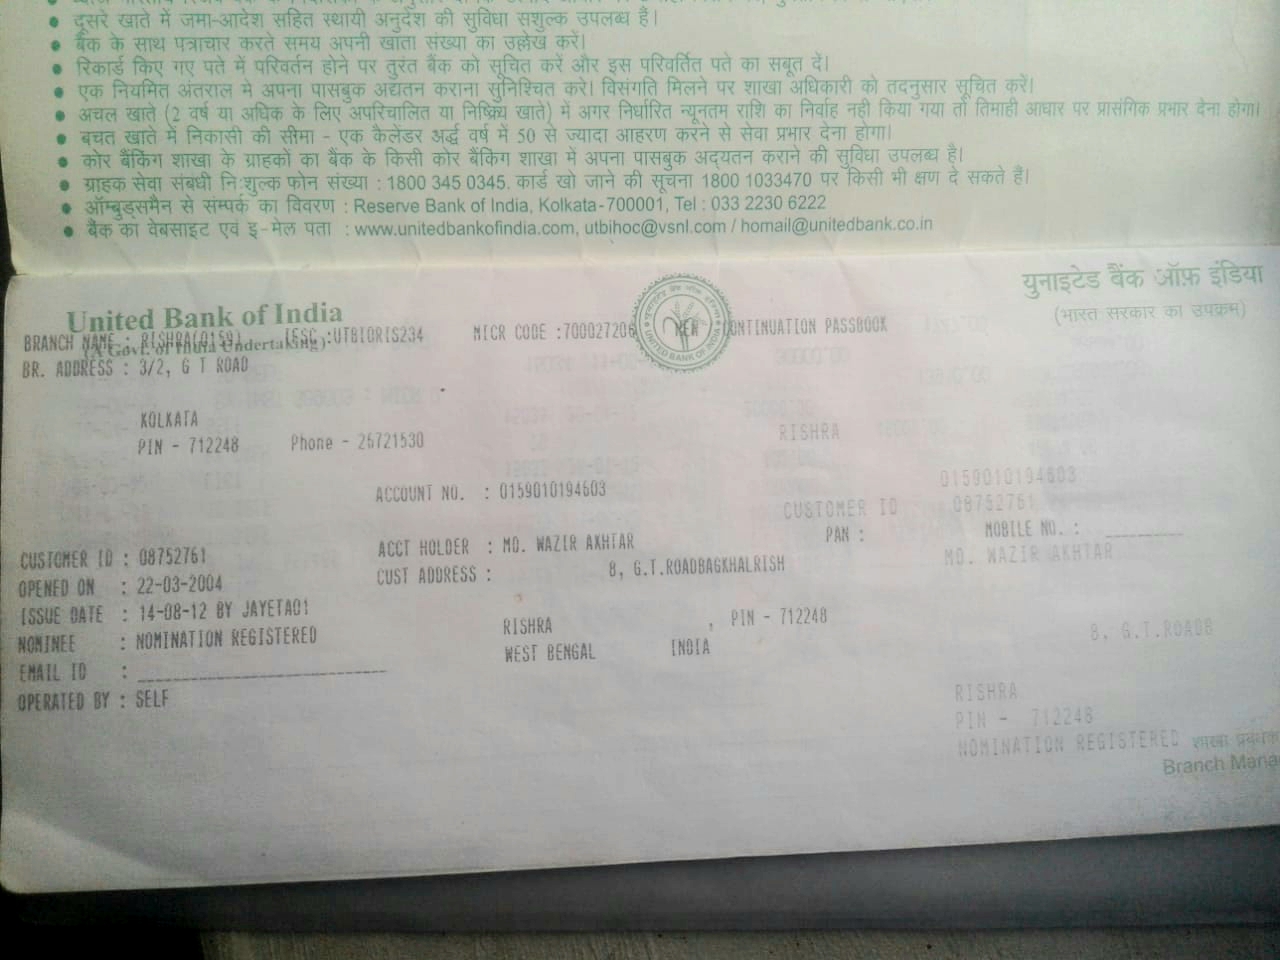 दूसरे खाते में जमा-आदेश सहित स्थायी अनुदेश की सुविधा सशुल्क उपलब्ध है।
बैंक के साथ पत्राचार करते समय अपनी खाता संख्या का उल्लेख करें।
रिकार्ड किए गए पते में परिवर्तन होने पर तुरंत बैंक को सूचित करें और इस परिवर्तित पते का सबूत दें।
एक नियमित अंतराल मे अपना पासबुक अद्यतन कराना सुनिश्चित करें। विसंगति मिलने पर शाखा अधिकारी को तदनुसार सूचित करें।
अचल खाते (2 वर्ष या अधिक के लिए अपरिचालित या निष्क्रिय खाते) में अगर निर्धारित न्यूनतम राशि का निर्वाह नही किया गया तो तिमाही आधार पर प्रासंगिक प्रभार देना होगा।
बचत खाते में निकासी की सीमा - एक कैलेंडर अर्द्ध वर्ष में 50 से ज्यादा आहरण करने से सेवा प्रभार देना होगा।
कोर बैंकिंग शाखा के ग्राहकों का बैंक के किसी कोर बैंकिंग शाखा में अपना पासबुक अद्यतन कराने की सुविधा उपलब्ध है।
ग्राहक सेवा संबंधी निःशुल्क फोन संख्या : 1800 345 0345. कार्ड खो जाने की सूचना 1800 1033470 पर किसी भी क्षण दे सकते है।
ऑम्बुड्समैन से सम्पर्क का विवरण : Reserve Bank of India, Kolkata-700001, Tel : 033 2230 6222
बैंक का वेबसाइट एवं इ-मेल पता : www.unitedbankofindia.com, utbihoc@vsnl.com / homail@unitedbank.co.in
United Bank of India
(A Govt. of India Undertaking)
यूनाइटेड बैंक ऑफ़ इंडिया
(भारत सरकार का उपक्रम)
UNITED BANK OF INDIA
BRANCH NAME : RISHRA(0159) IFSC :UTBI0RIS234 MICR CODE :700027206 NEW CONTINUATION PASSBOOK
BR. ADDRESS : 3/2, G T ROAD
KOLKATA
PIN - 712248 Phone - 26721530
RISHRA
ACCOUNT NO. : 0159010194603
0159010194603
CUSTOMER ID 08752761
CUSTOMER ID : 08752761
ACCT HOLDER : MD. WAZIR AKHTAR
PAN : MOBILE NO. : __________
MD. WAZIR AKHTAR
OPENED ON : 22-03-2004
CUST ADDRESS : 8, G.T.ROADBAGKHALRISH
ISSUE DATE : 14-08-12 BY JAYETA01
RISHRA , PIN - 712248
NOMINEE : NOMINATION REGISTERED
WEST BENGAL INDIA
8, G.T.ROADB
EMAIL ID : __________
OPERATED BY : SELF
RISHRA
PIN - 712248
NOMINATION REGISTERED
शाखा प्रबंधक
Branch Mana